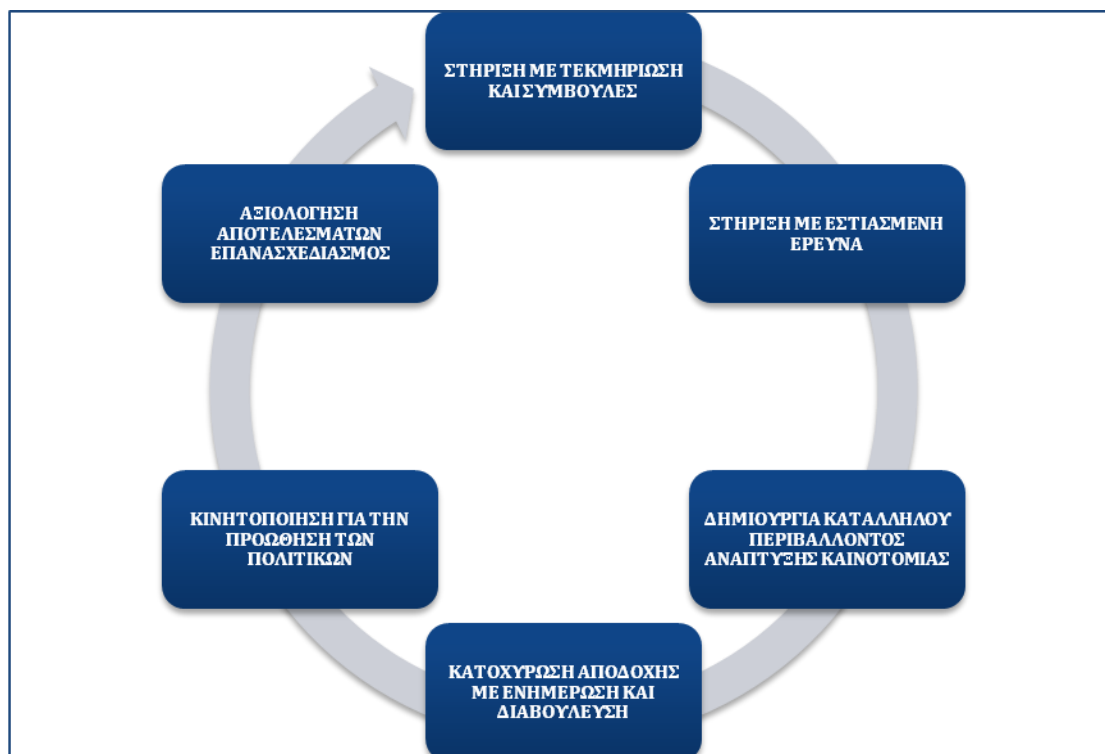 ΣΤΗΡΙΞΗ ΜΕ ΤΕΚΜΗΡΙΩΣΗ
ΚΑΙ ΣΥΜΒΟΥΛΕΣ
ΣΤΗΡΙΞΗ ΜΕ ΕΣΤΙΑΣΜΕΝΗ
ΕΡΕΥΝΑ
ΔΗΜΙΟΥΡΓΙΑ ΚΑΤΑΛΛΗΛΟΥ
ΠΕΡΙΒΑΛΛΟΝΤΟΣ
ΑΝΑΠΤΥΞΗΣ ΚΑΙΝΟΤΟΜΙΑΣ
ΚΑΤΟΧΥΡΩΣΗ ΑΠΟΔΟΧΗΣ
ΜΕ ΕΝΗΜΕΡΩΣΗ ΚΑΙ
ΔΙΑΒΟΥΛΕΥΣΗ
ΚΙΝΗΤΟΠΟΙΗΣΗ ΓΙΑ ΤΗΝ
ΠΡΟΩΘΗΣΗ ΤΩΝ
ΠΟΛΙΤΙΚΩΝ
ΑΞΙΟΛΟΓΗΣΗ
ΑΠΟΤΕΛΕΣΜΑΤΩΝ
ΕΠΑΝΑΣΧΕΔΙΑΣΜΟΣ